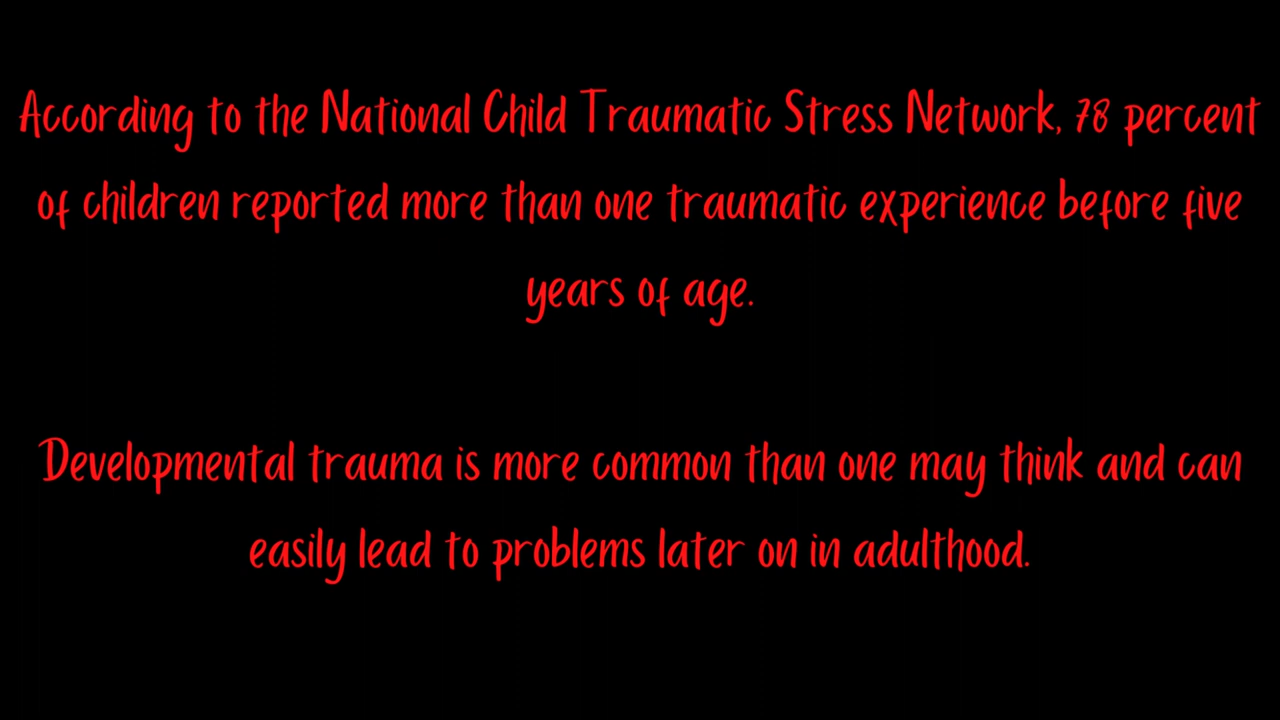 According to the National Child Traumatic Stress Network, 78 percent
of children reported more than one traumatic experience before five
years of age.
Developmental trauma is more common than one may think and can
easily lead to problems later on in adulthood.